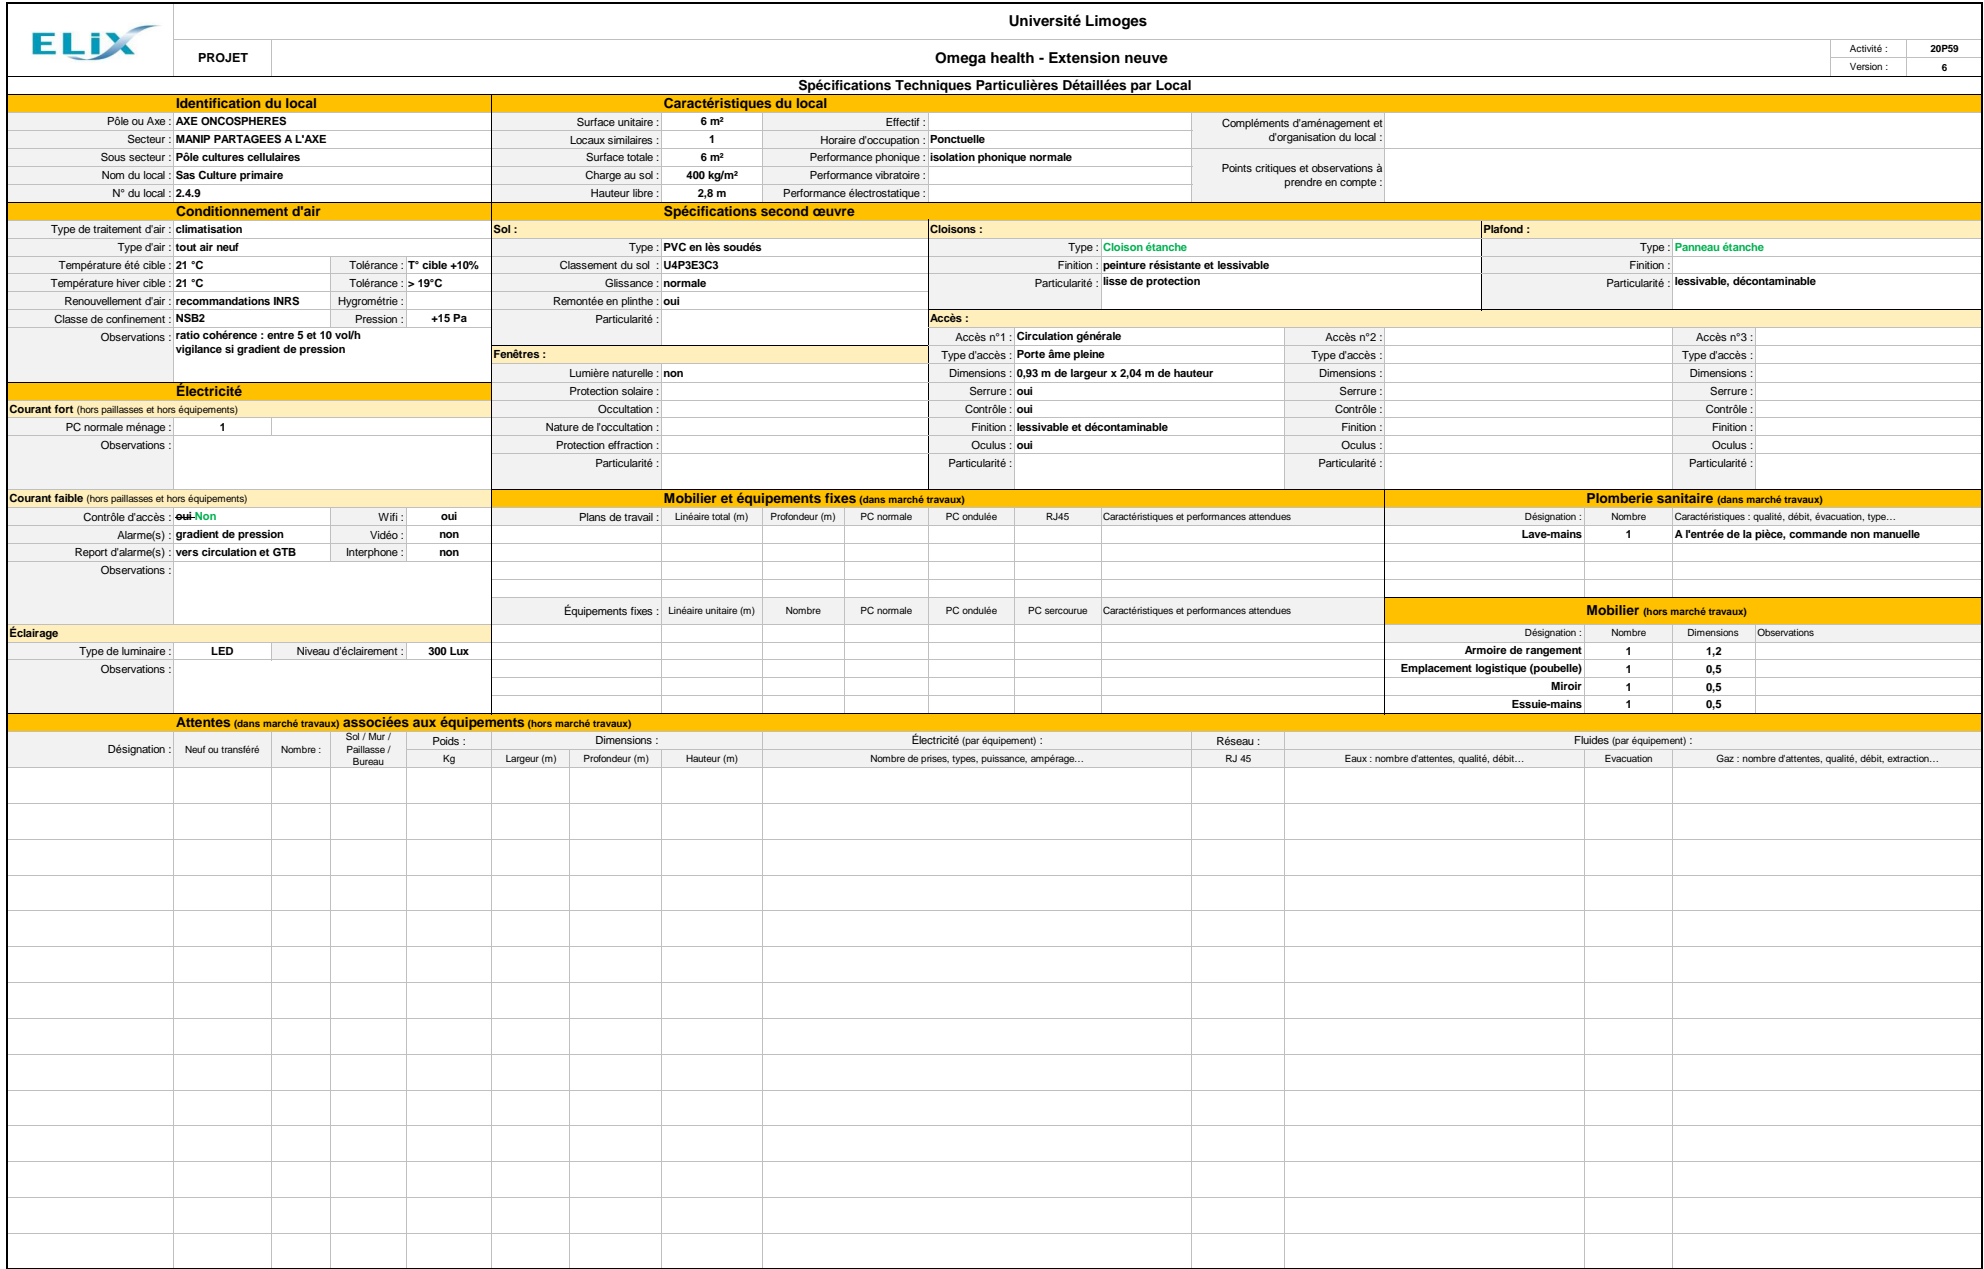 ELiX
Université Limoges
PROJET
Omega health - Extension neuve
Activité : 20P59
Version : 6
Spécifications Techniques Particulières Détaillées par Local
Identification du local
Pôle ou Axe : AXE ONCOSPHERES
Secteur : MANIP PARTAGEES A L'AXE
Sous secteur : Pôle cultures cellulaires
Nom du local : Sas Culture primaire
N° du local : 2.4.9
Caractéristiques du local
Surface unitaire : 6 m² Effectif :
Locaux similaires : 1 Horaire d'occupation : Ponctuelle
Surface totale : 6 m² Performance phonique : isolation phonique normale
Charge au sol : 400 kg/m² Performance vibratoire :
Hauteur libre : 2,8 m Performance électrostatique :
Compléments d'aménagement et
d'organisation du local :
Points critiques et observations à
prendre en compte :
Conditionnement d'air
Type de traitement d'air : climatisation
Type d'air : tout air neuf
Température été cible : 21 °C Tolérance : T° cible +10%
Température hiver cible : 21 °C Tolérance : > 19°C
Renouvellement d'air : recommandations INRS Hygrométrie :
Classe de confinement : NSB2 Pression : +15 Pa
Observations : ratio cohérence : entre 5 et 10 vol/h
vigilance si gradient de pression
Spécifications second œuvre
Sol :
Type : PVC en lès soudés
Classement du sol : U4P3E3C3
Glissance : normale
Remontée en plinthe : oui
Particularité :
Cloisons :
Type : Cloison étanche
Finition : peinture résistante et lessivable
Particularité : lisse de protection
Plafond :
Type : Panneau étanche
Finition :
Particularité : lessivable, décontaminable
Fenêtres :
Lumière naturelle : non
Protection solaire :
Occultation :
Nature de l'occultation :
Protection effraction :
Particularité :
Accès :
Accès n°1 : Circulation générale
Type d'accès : Porte âme pleine
Dimensions : 0,93 m de largeur x 2,04 m de hauteur
Serrure : oui
Contrôle : oui
Finition : lessivable et décontaminable
Oculus : oui
Particularité :
Accès n°2 :
Type d'accès :
Dimensions :
Serrure :
Contrôle :
Finition :
Oculus :
Particularité :
Accès n°3 :
Type d'accès :
Dimensions :
Serrure :
Contrôle :
Finition :
Oculus :
Particularité :
Électricité
Courant fort (hors paillasses et hors équipements)
PC normale ménage : 1
Observations :
Courant faible (hors paillasses et hors équipements)
Contrôle d'accès : oui Non Wifi : oui
Alarme(s) : gradient de pression Vidéo : non
Report d'alarme(s) : vers circulation et GTB Interphone : non
Observations :
Éclairage
Type de luminaire : LED Niveau d'éclairement : 300 Lux
Observations :
Mobilier et équipements fixes (dans marché travaux)
Plans de travail : Linéaire total (m) Profondeur (m) PC normale PC ondulée RJ45 Caractéristiques et performances attendues
Équipements fixes : Linéaire unitaire (m) Nombre PC normale PC ondulée PC sercourue Caractéristiques et performances attendues
Plomberie sanitaire (dans marché travaux)
Désignation : Nombre Caractéristiques : qualité, débit, évacuation, type…
Lave-mains 1 A l'entrée de la pièce, commande non manuelle
Mobilier (hors marché travaux)
Désignation : Nombre Dimensions Observations
Armoire de rangement 1 1,2
Emplacement logistique (poubelle) 1 0,5
Miroir 1 0,5
Essuie-mains 1 0,5
Attentes (dans marché travaux) associées aux équipements (hors marché travaux)
Désignation : Neuf ou transféré Nombre : Sol / Mur /
Paillasse /
Bureau
Poids : Dimensions : Électricité (par équipement) : Réseau : Fluides (par équipement) :
Kg Largeur (m) Profondeur (m) Hauteur (m) Nombre de prises, types, puissance, ampérage… RJ 45 Eaux : nombre d'attentes, qualité, débit… Evacuation Gaz : nombre d'attentes, qualité, débit, extraction…